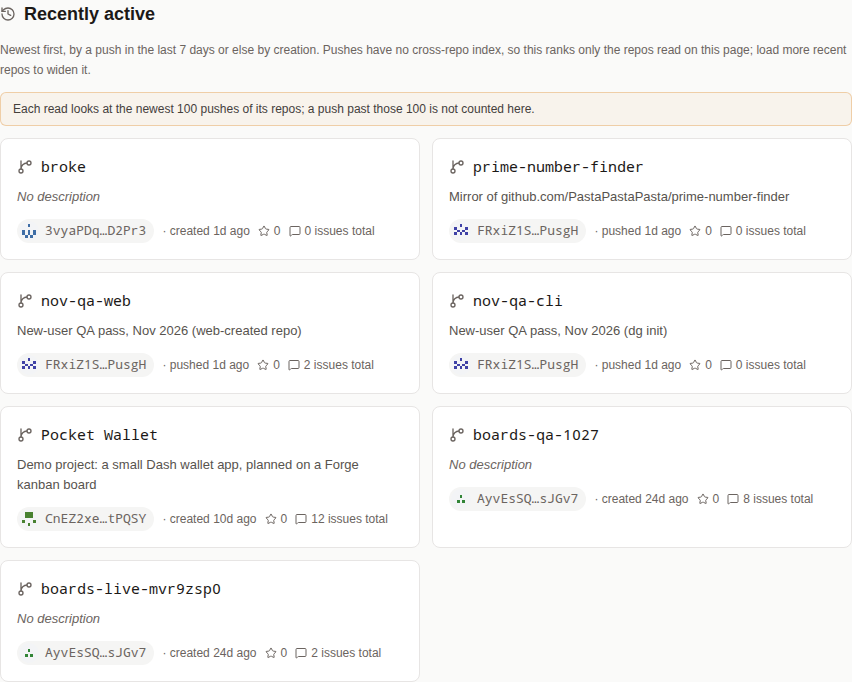 Recently active
Newest first, by a push in the last 7 days or else by creation. Pushes have no cross-repo index, so this ranks only the repos read on this page; load more recent
repos to widen it.
Each read looks at the newest 100 pushes of its repos; a push past those 100 is not counted here.
broke
No description
3vyaPDq…D2Pr3 · created 1d ago 0 0 issues total
prime-number-finder
Mirror of github.com/PastaPastaPasta/prime-number-finder
FRxiZ1S…PusgH · pushed 1d ago 0 0 issues total
nov-qa-web
New-user QA pass, Nov 2026 (web-created repo)
FRxiZ1S…PusgH · pushed 1d ago 0 2 issues total
nov-qa-cli
New-user QA pass, Nov 2026 (dg init)
FRxiZ1S…PusgH · pushed 1d ago 0 0 issues total
Pocket Wallet
Demo project: a small Dash wallet app, planned on a Forge
kanban board
CnEZ2xe…tPQSY · created 10d ago 0 12 issues total
boards-qa-1027
No description
AyvEsSQ…sJGv7 · created 24d ago 0 8 issues total
boards-live-mvr9zsp0
No description
AyvEsSQ…sJGv7 · created 24d ago 0 2 issues total